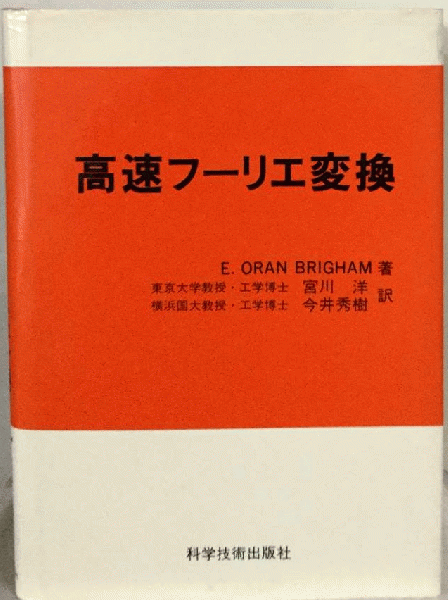 高速フーリエ変換
E. ORAN BRIGHAM 著
東京大学教授・工学博士 宮川 洋
横浜国大教授・工学博士 今井秀樹
訳
科学技術出版社